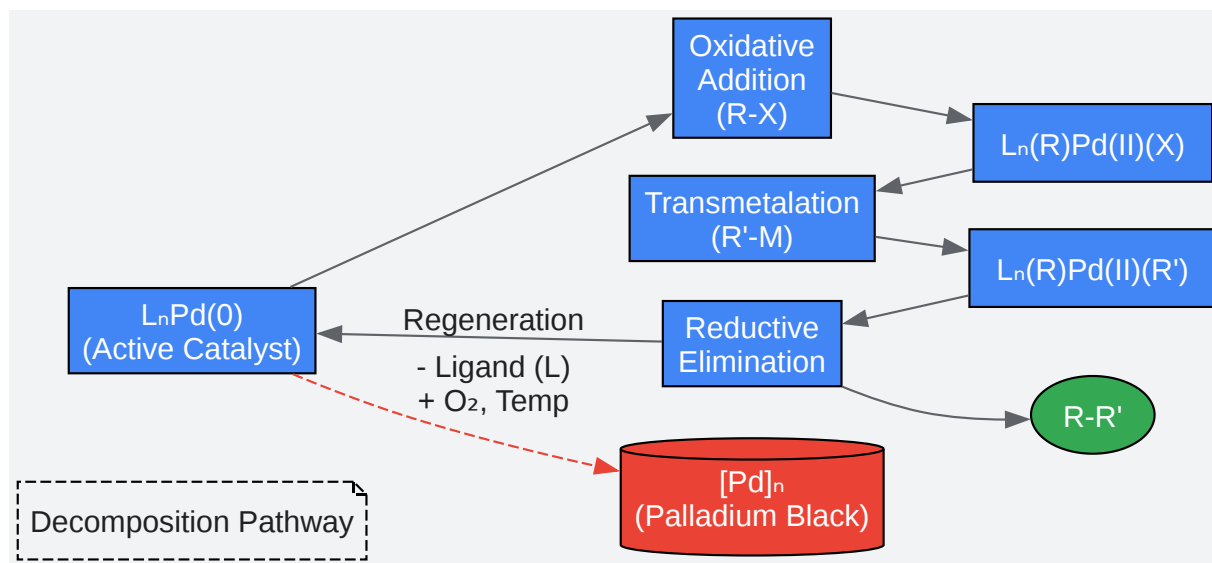 Oxidative
Addition
(R-X)
Lₙ(R)Pd(II)(X)
Transmetalation
(R'-M)
Lₙ(R)Pd(II)(R')
LₙPd(0)
(Active Catalyst)
Regeneration
Reductive
Elimination
- Ligand (L)
+ O₂, Temp
R-R'
[Pd]ₙ
(Palladium Black)
Decomposition Pathway